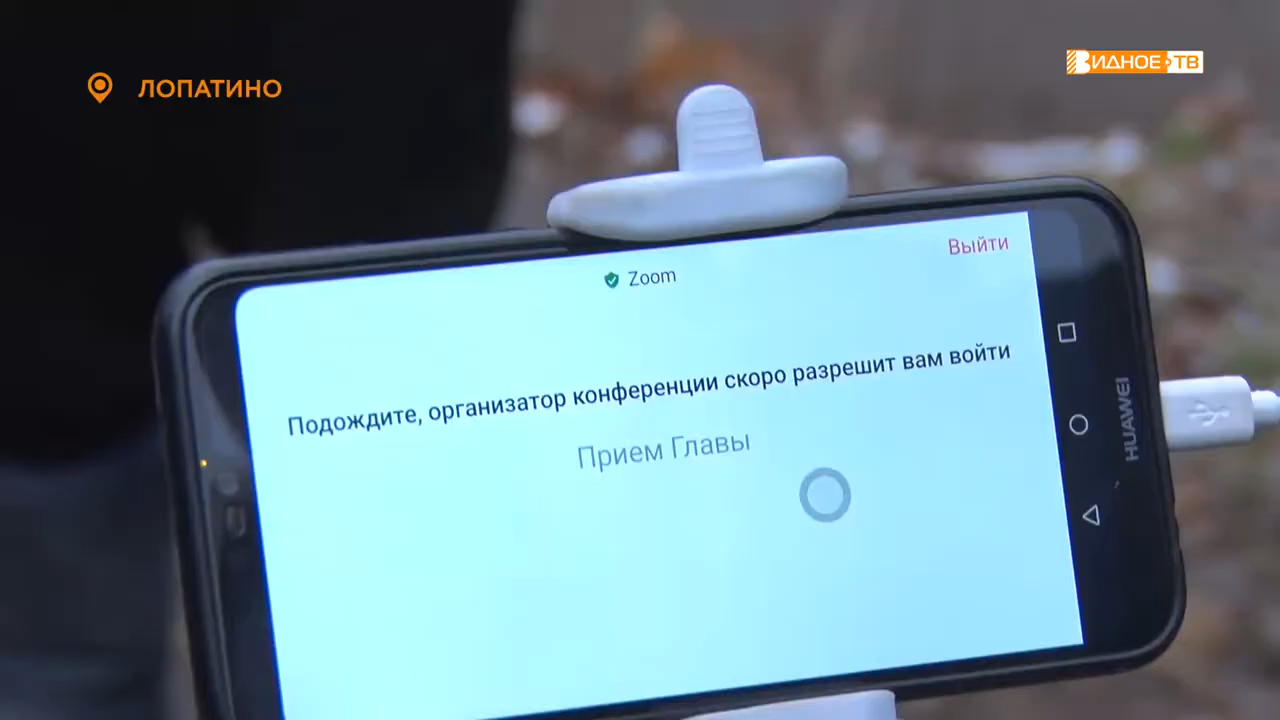 ЛОПАТИНО
ВИДНОЕ ТВ
Выйти
Zoom
Подождите, организатор конференции скоро разрешит вам войти
Прием Главы
HUAWEI